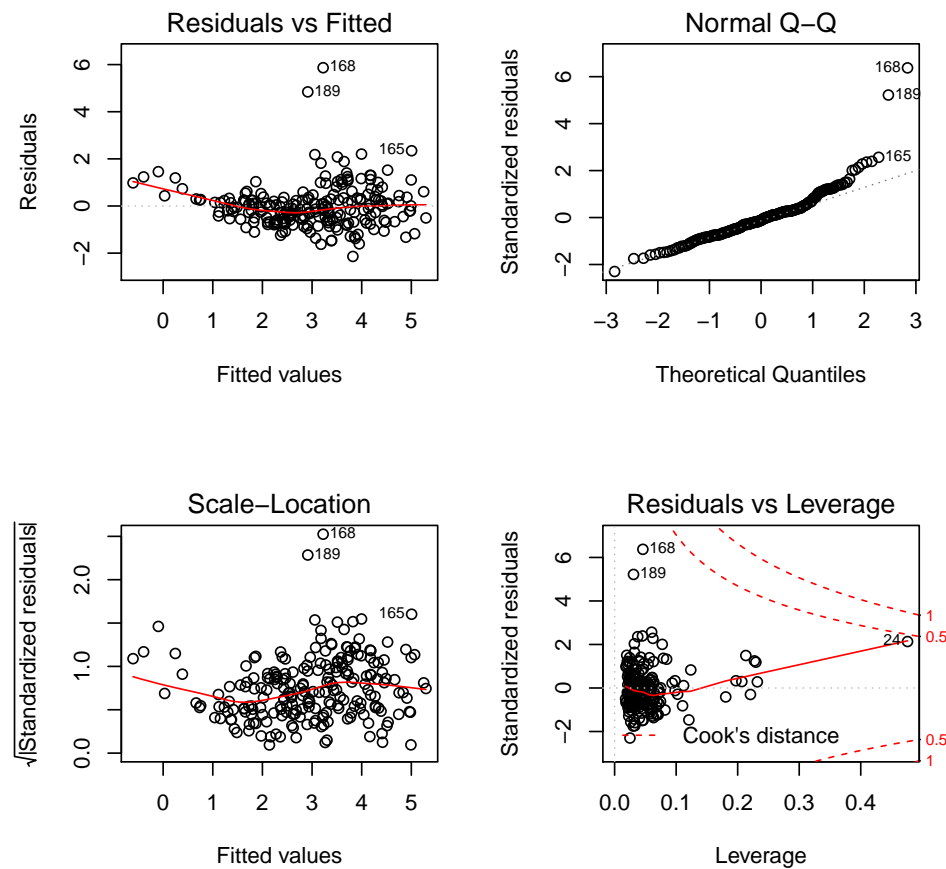 Residuals vs Fitted
Residuals
6
4
2
0
−2
168
189
165
0 1 2 3 4 5
Fitted values
Normal Q−Q
Standardized residuals
6
4
2
0
−2
168
189
165
−3 −2 −1 0 1 2 3
Theoretical Quantiles
Scale−Location
√|Standardized residuals|
2.0
1.0
0.0
168
189
165
0 1 2 3 4 5
Fitted values
Residuals vs Leverage
Standardized residuals
6
4
2
0
−2
168
189
24
1
0.5
0.5
1
Cook's distance
0.0 0.1 0.2 0.3 0.4
Leverage